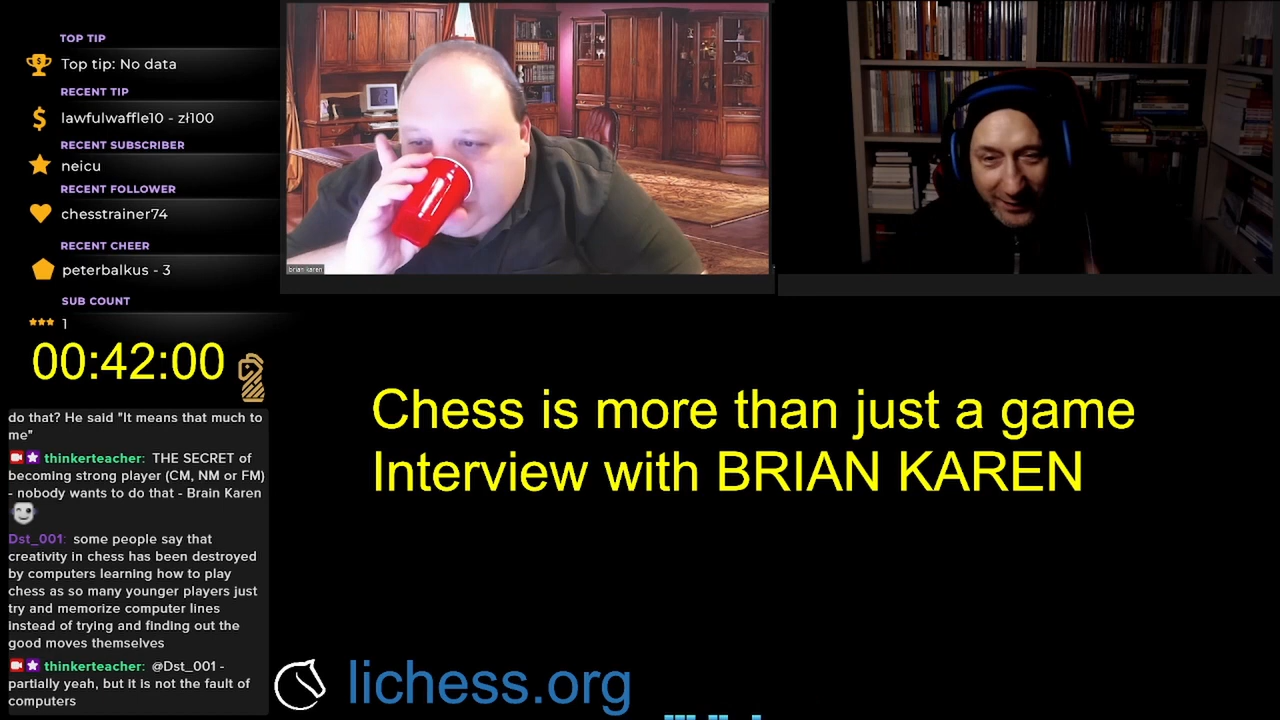 TOP TIP
Top tip: No data
RECENT TIP
lawfulwaffle10 - zł100
RECENT SUBSCRIBER
neicu
RECENT FOLLOWER
chesstrainer74
RECENT CHEER
peterbalkus - 3
SUB COUNT
1
00:42:00
do that? He said "It means that much to
me"
thinkerteacher: THE SECRET of
becoming strong player (CM, NM or FM)
- nobody wants to do that - Brain Karen
Dst_001: some people say that
creativity in chess has been destroyed
by computers learning how to play
chess as so many younger players just
try and memorize computer lines
instead of trying and finding out the
good moves themselves
thinkerteacher: @Dst_001 -
partially yeah, but it is not the fault of
computers
brian karen
Chess is more than just a game
Interview with BRIAN KAREN
lichess.org